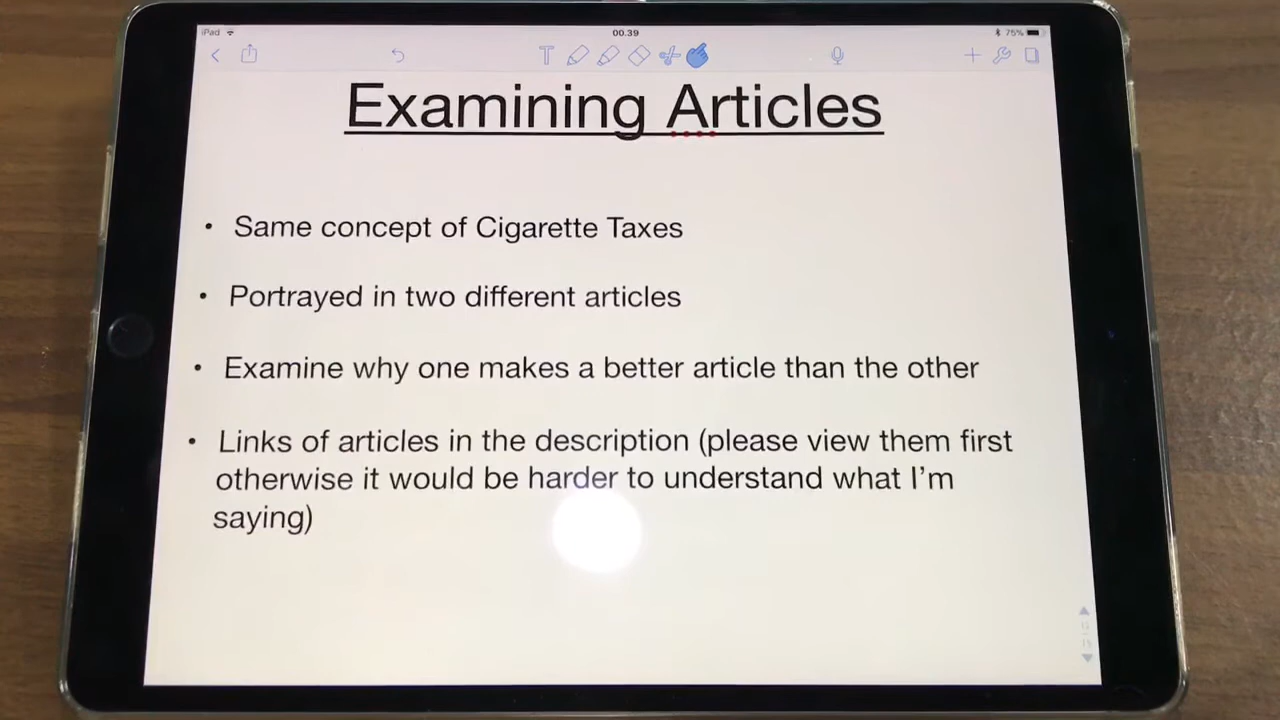 iPad
00.39
75%
Examining Articles
• Same concept of Cigarette Taxes
• Portrayed in two different articles
• Examine why one makes a better article than the other
• Links of articles in the description (please view them first
otherwise it would be harder to understand what I'm
saying)